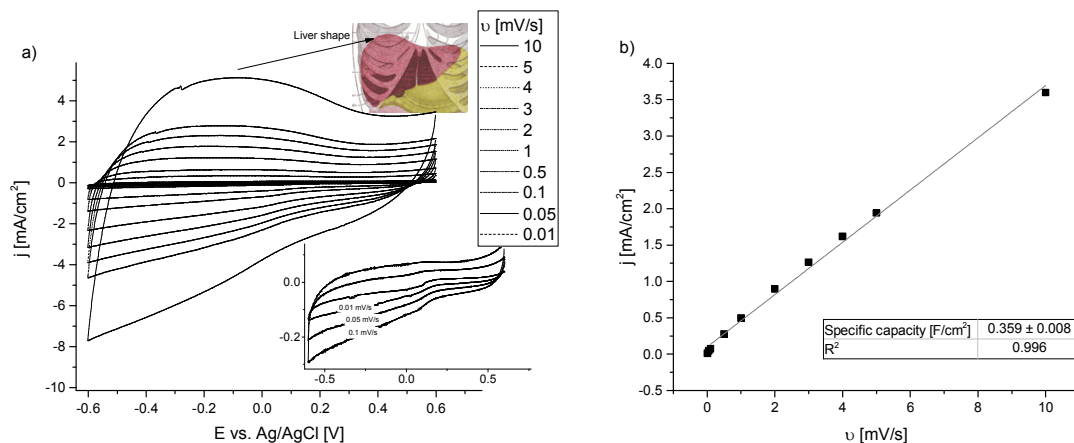 a)
Liver shape
υ [mV/s]
10
5
4
3
2
1
0.5
0.1
0.05
0.01
j [mA/cm²]
4
2
0
-2
-4
-6
-8
-10
-0.6 -0.4 -0.2 0.0 0.2 0.4 0.6
E vs. Ag/AgCl [V]
0.0
-0.2
0.01 mV/s
0.05 mV/s
0.1 mV/s
-0.5 0.0 0.5
b)
j [mA/cm²]
4.0
3.5
3.0
2.5
2.0
1.5
1.0
0.5
0.0
-0.5
0 2 4 6 8 10
υ [mV/s]
Specific capacity [F/cm²] 0.359 ± 0.008
R² 0.996